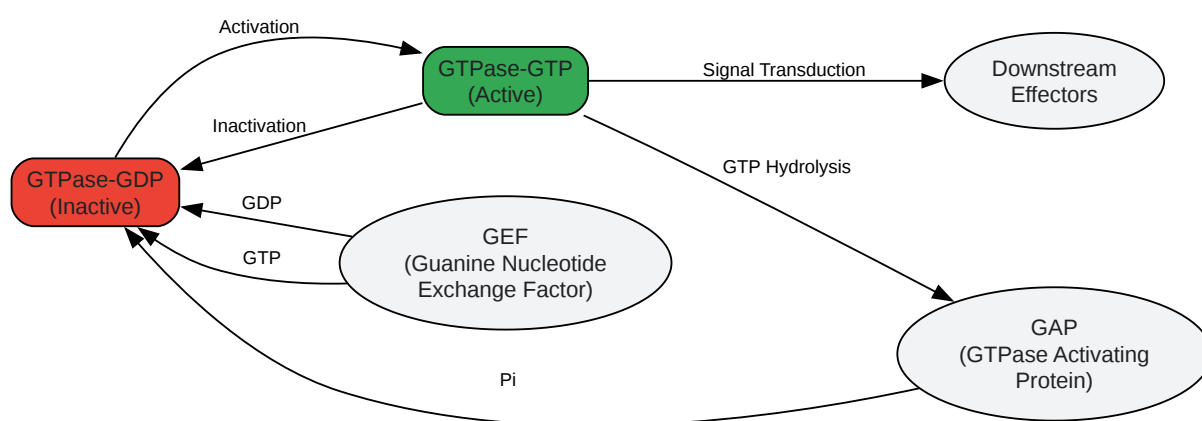 Activation
GTPase-GTP
(Active)
Signal Transduction
Downstream
Effectors
Inactivation
GTP Hydrolysis
GTPase-GDP
(Inactive)
GDP
GTP
GEF
(Guanine Nucleotide
Exchange Factor)
GAP
(GTPase Activating
Protein)
Pi